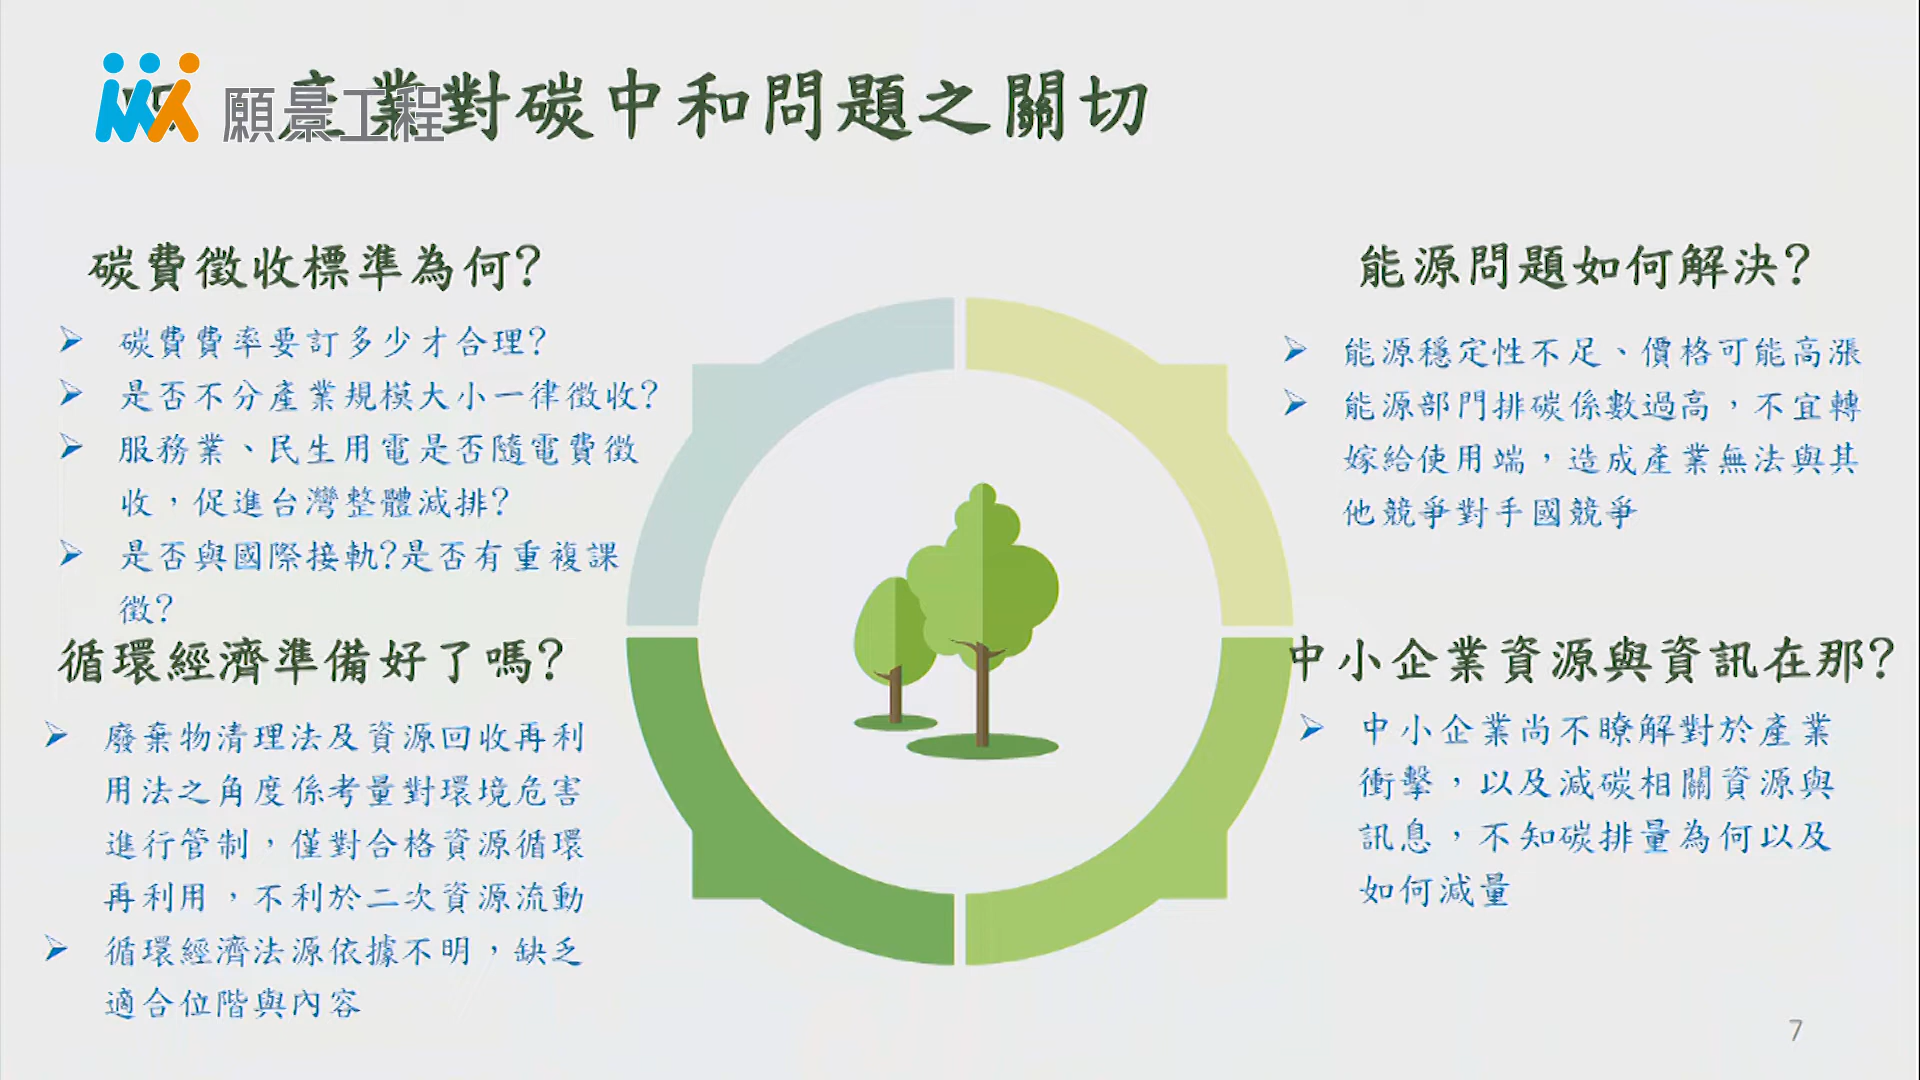 願景工程
產業對碳中和問題之關切
碳費徵收標準為何?
碳費費率要訂多少才合理?
是否不分產業規模大小一律徵收?
服務業、民生用電是否隨電費徵
收，促進台灣整體減排?
是否與國際接軌?是否有重複課
徵?
能源問題如何解決?
能源穩定性不足、價格可能高漲
能源部門排碳係數過高，不宜轉
嫁給使用端，造成產業無法與其
他競爭對手國競爭
循環經濟準備好了嗎?
廢棄物清理法及資源回收再利
用法之角度係考量對環境危害
進行管制，僅對合格資源循環
再利用，不利於二次資源流動
循環經濟法源依據不明，缺乏
適合位階與內容
中小企業資源與資訊在那?
中小企業尚不瞭解對於產業
衝擊，以及減碳相關資源與
訊息，不知碳排量為何以及
如何減量
7